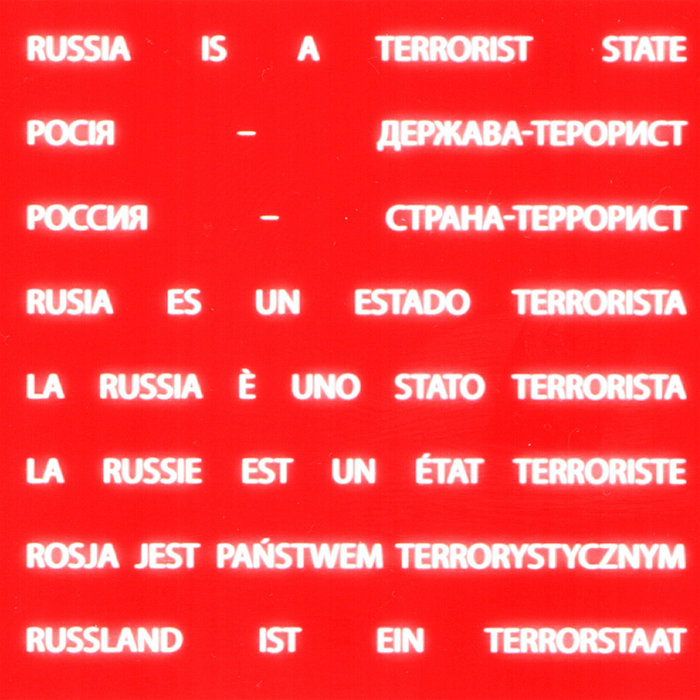 RUSSIA IS A TERRORIST STATE
РОСІЯ – ДЕРЖАВА-ТЕРОРИСТ
РОССИЯ – СТРАНА-ТЕРРОРИСТ
RUSIA ES UN ESTADO TERRORISTA
LA RUSSIA È UNO STATO TERRORISTA
LA RUSSIE EST UN ÉTAT TERRORISTE
ROSJA JEST PAŃSTWEM TERRORYSTYCZNYM
RUSSLAND IST EIN TERRORSTAAT